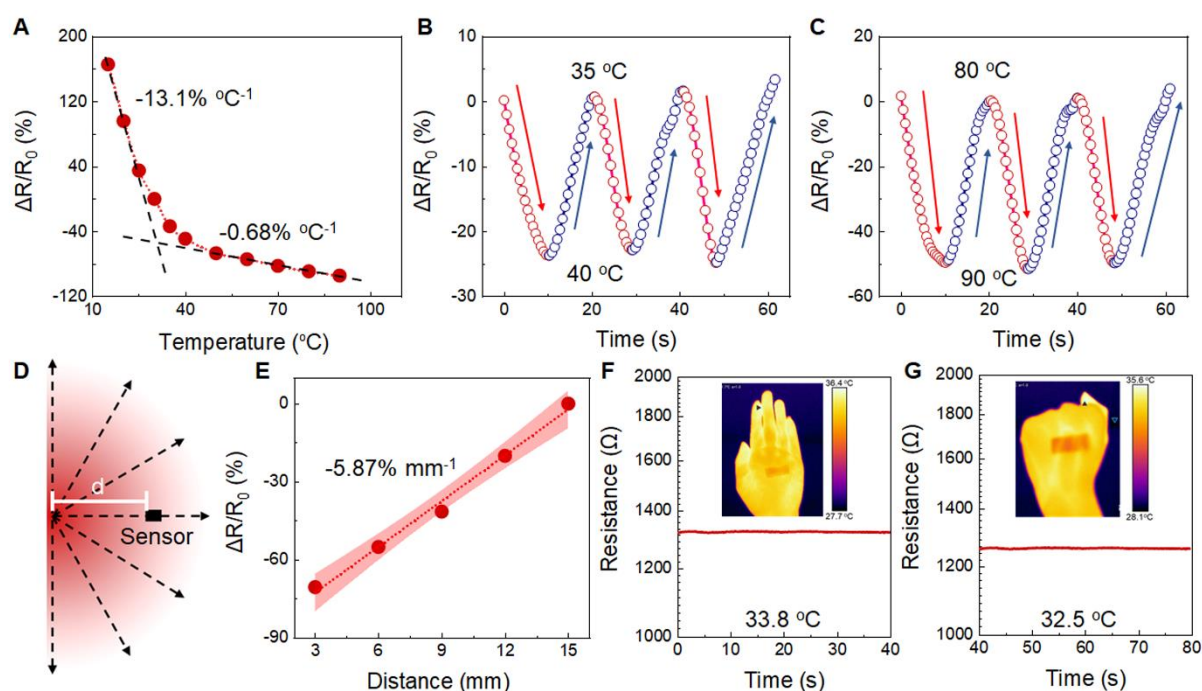 A
200
120
40
-40
-120
10
40
70
100
ΔR/R0 (%)
Temperature (°C)
-13.1% °C-1
-0.68% °C-1
B
10
0
-10
-20
-30
0
20
40
60
ΔR/R0 (%)
Time (s)
35 °C
40 °C
C
20
0
-20
-40
-60
0
20
40
60
ΔR/R0 (%)
Time (s)
80 °C
90 °C
D
d
Sensor
E
0
-30
-60
-90
3
6
9
12
15
ΔR/R0 (%)
Distance (mm)
-5.87% mm-1
F
2000
1800
1600
1400
1200
1000
0
10
20
30
40
Resistance (Ω)
Time (s)
36.4 °C
27.7 °C
33.8 °C
G
2000
1800
1600
1400
1200
1000
40
50
60
70
80
Resistance (Ω)
Time (s)
35.6 °C
28.1 °C
32.5 °C